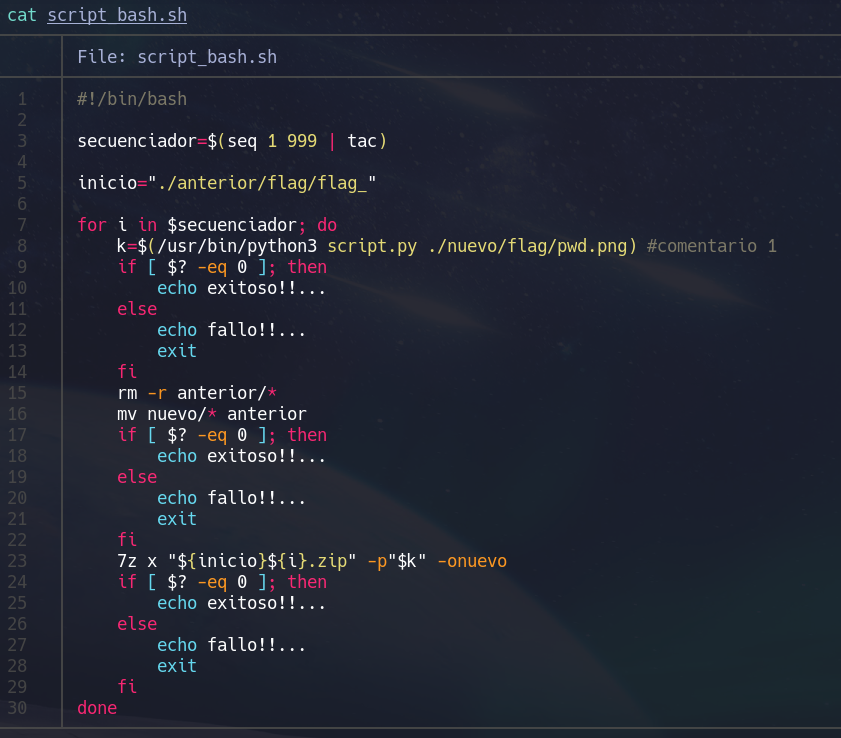 cat script_bash.sh
File: script_bash.sh
1 #!/bin/bash
2
3 secuenciador=$(seq 1 999 | tac)
4
5 inicio="./anterior/flag/flag_"
6
7 for i in $secuenciador; do
8     k=$(/usr/bin/python3 script.py ./nuevo/flag/pwd.png) #comentario 1
9     if [ $? -eq 0 ]; then
10         echo exitoso!!...
11     else
12         echo fallo!!...
13         exit
14     fi
15     rm -r anterior/*
16     mv nuevo/* anterior
17     if [ $? -eq 0 ]; then
18         echo exitoso!!...
19     else
20         echo fallo!!...
21         exit
22     fi
23     7z x "${inicio}${i}.zip" -p"$k" -onuevo
24     if [ $? -eq 0 ]; then
25         echo exitoso!!...
26     else
27         echo fallo!!...
28         exit
29     fi
30 done